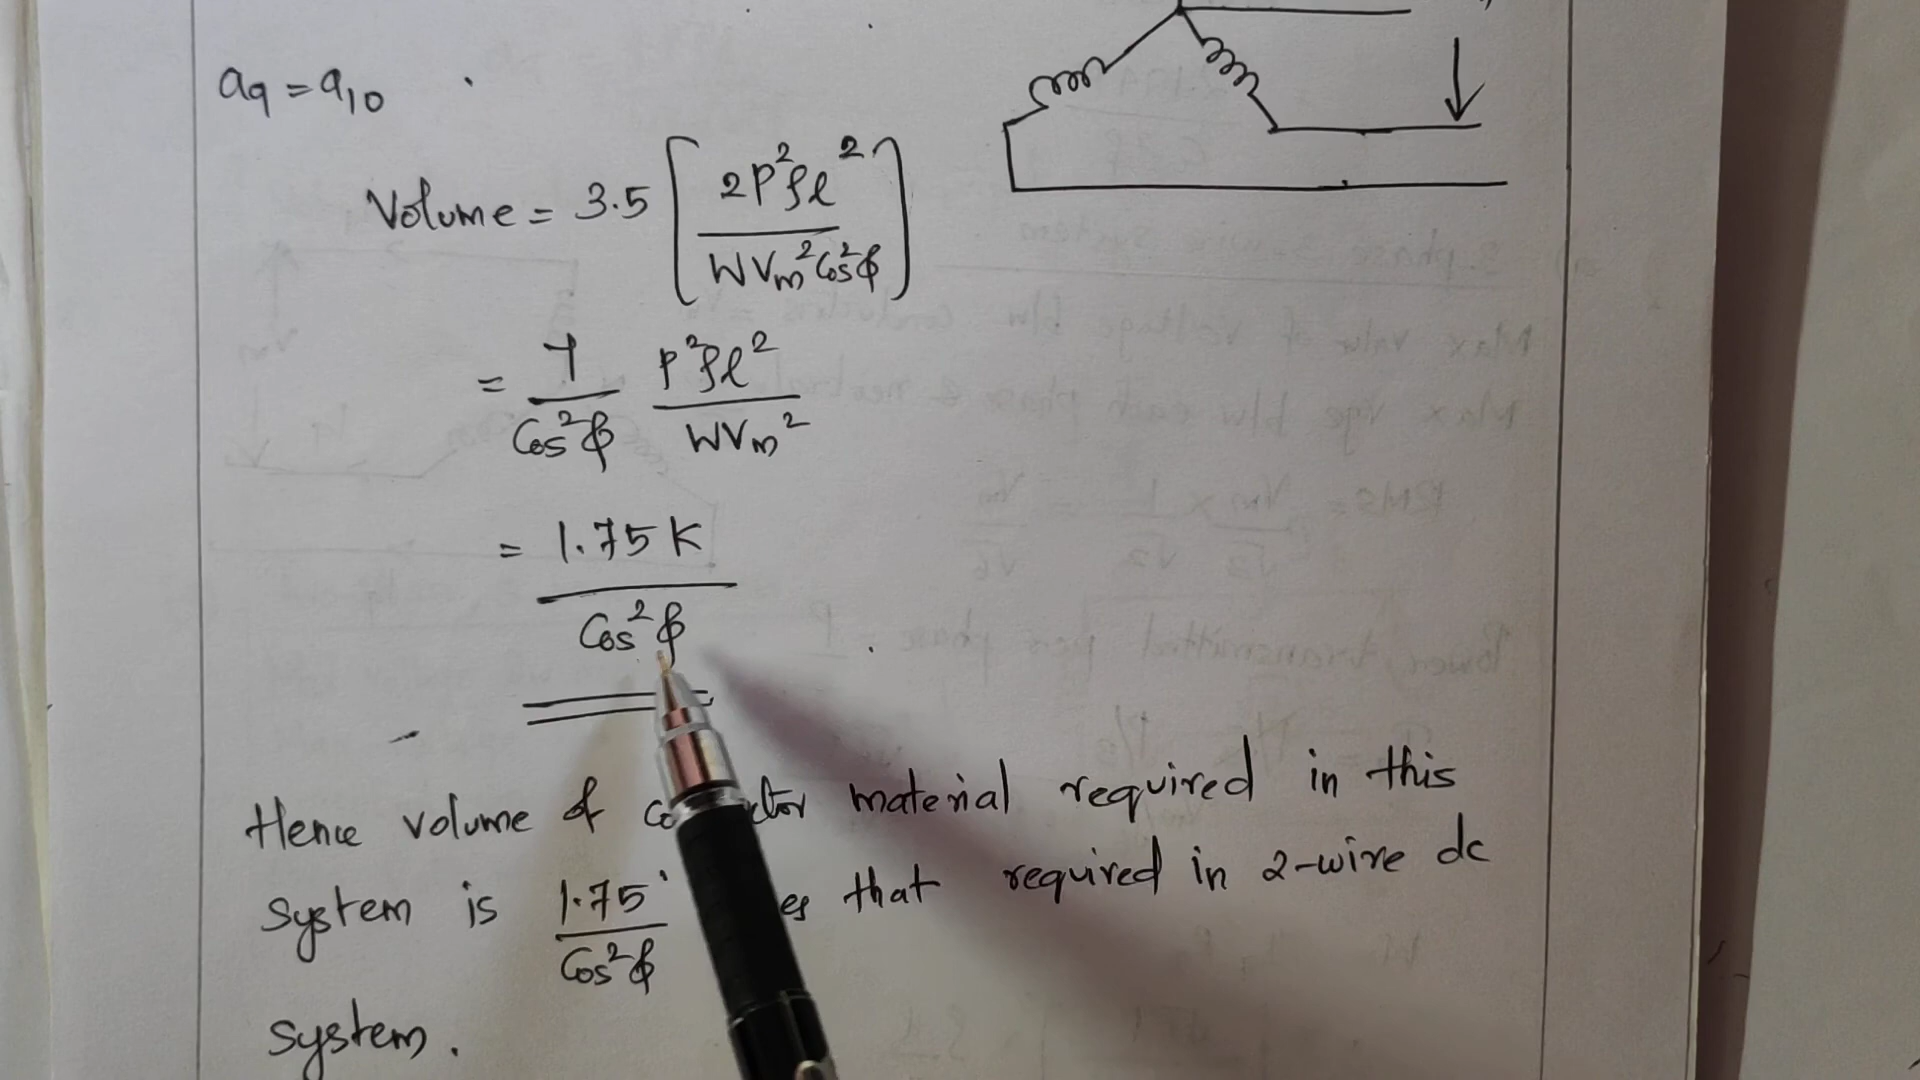 a9 = a10
Volume = 3.5 [ 2P²ρl² / WVm² Cos²φ ]
= 7 / Cos²φ P²ρl² / WVm²
= 1.75 K / Cos²φ
Hence volume of material required in this
system is 1.75 / Cos²φ that required in 2-wire dc
system.